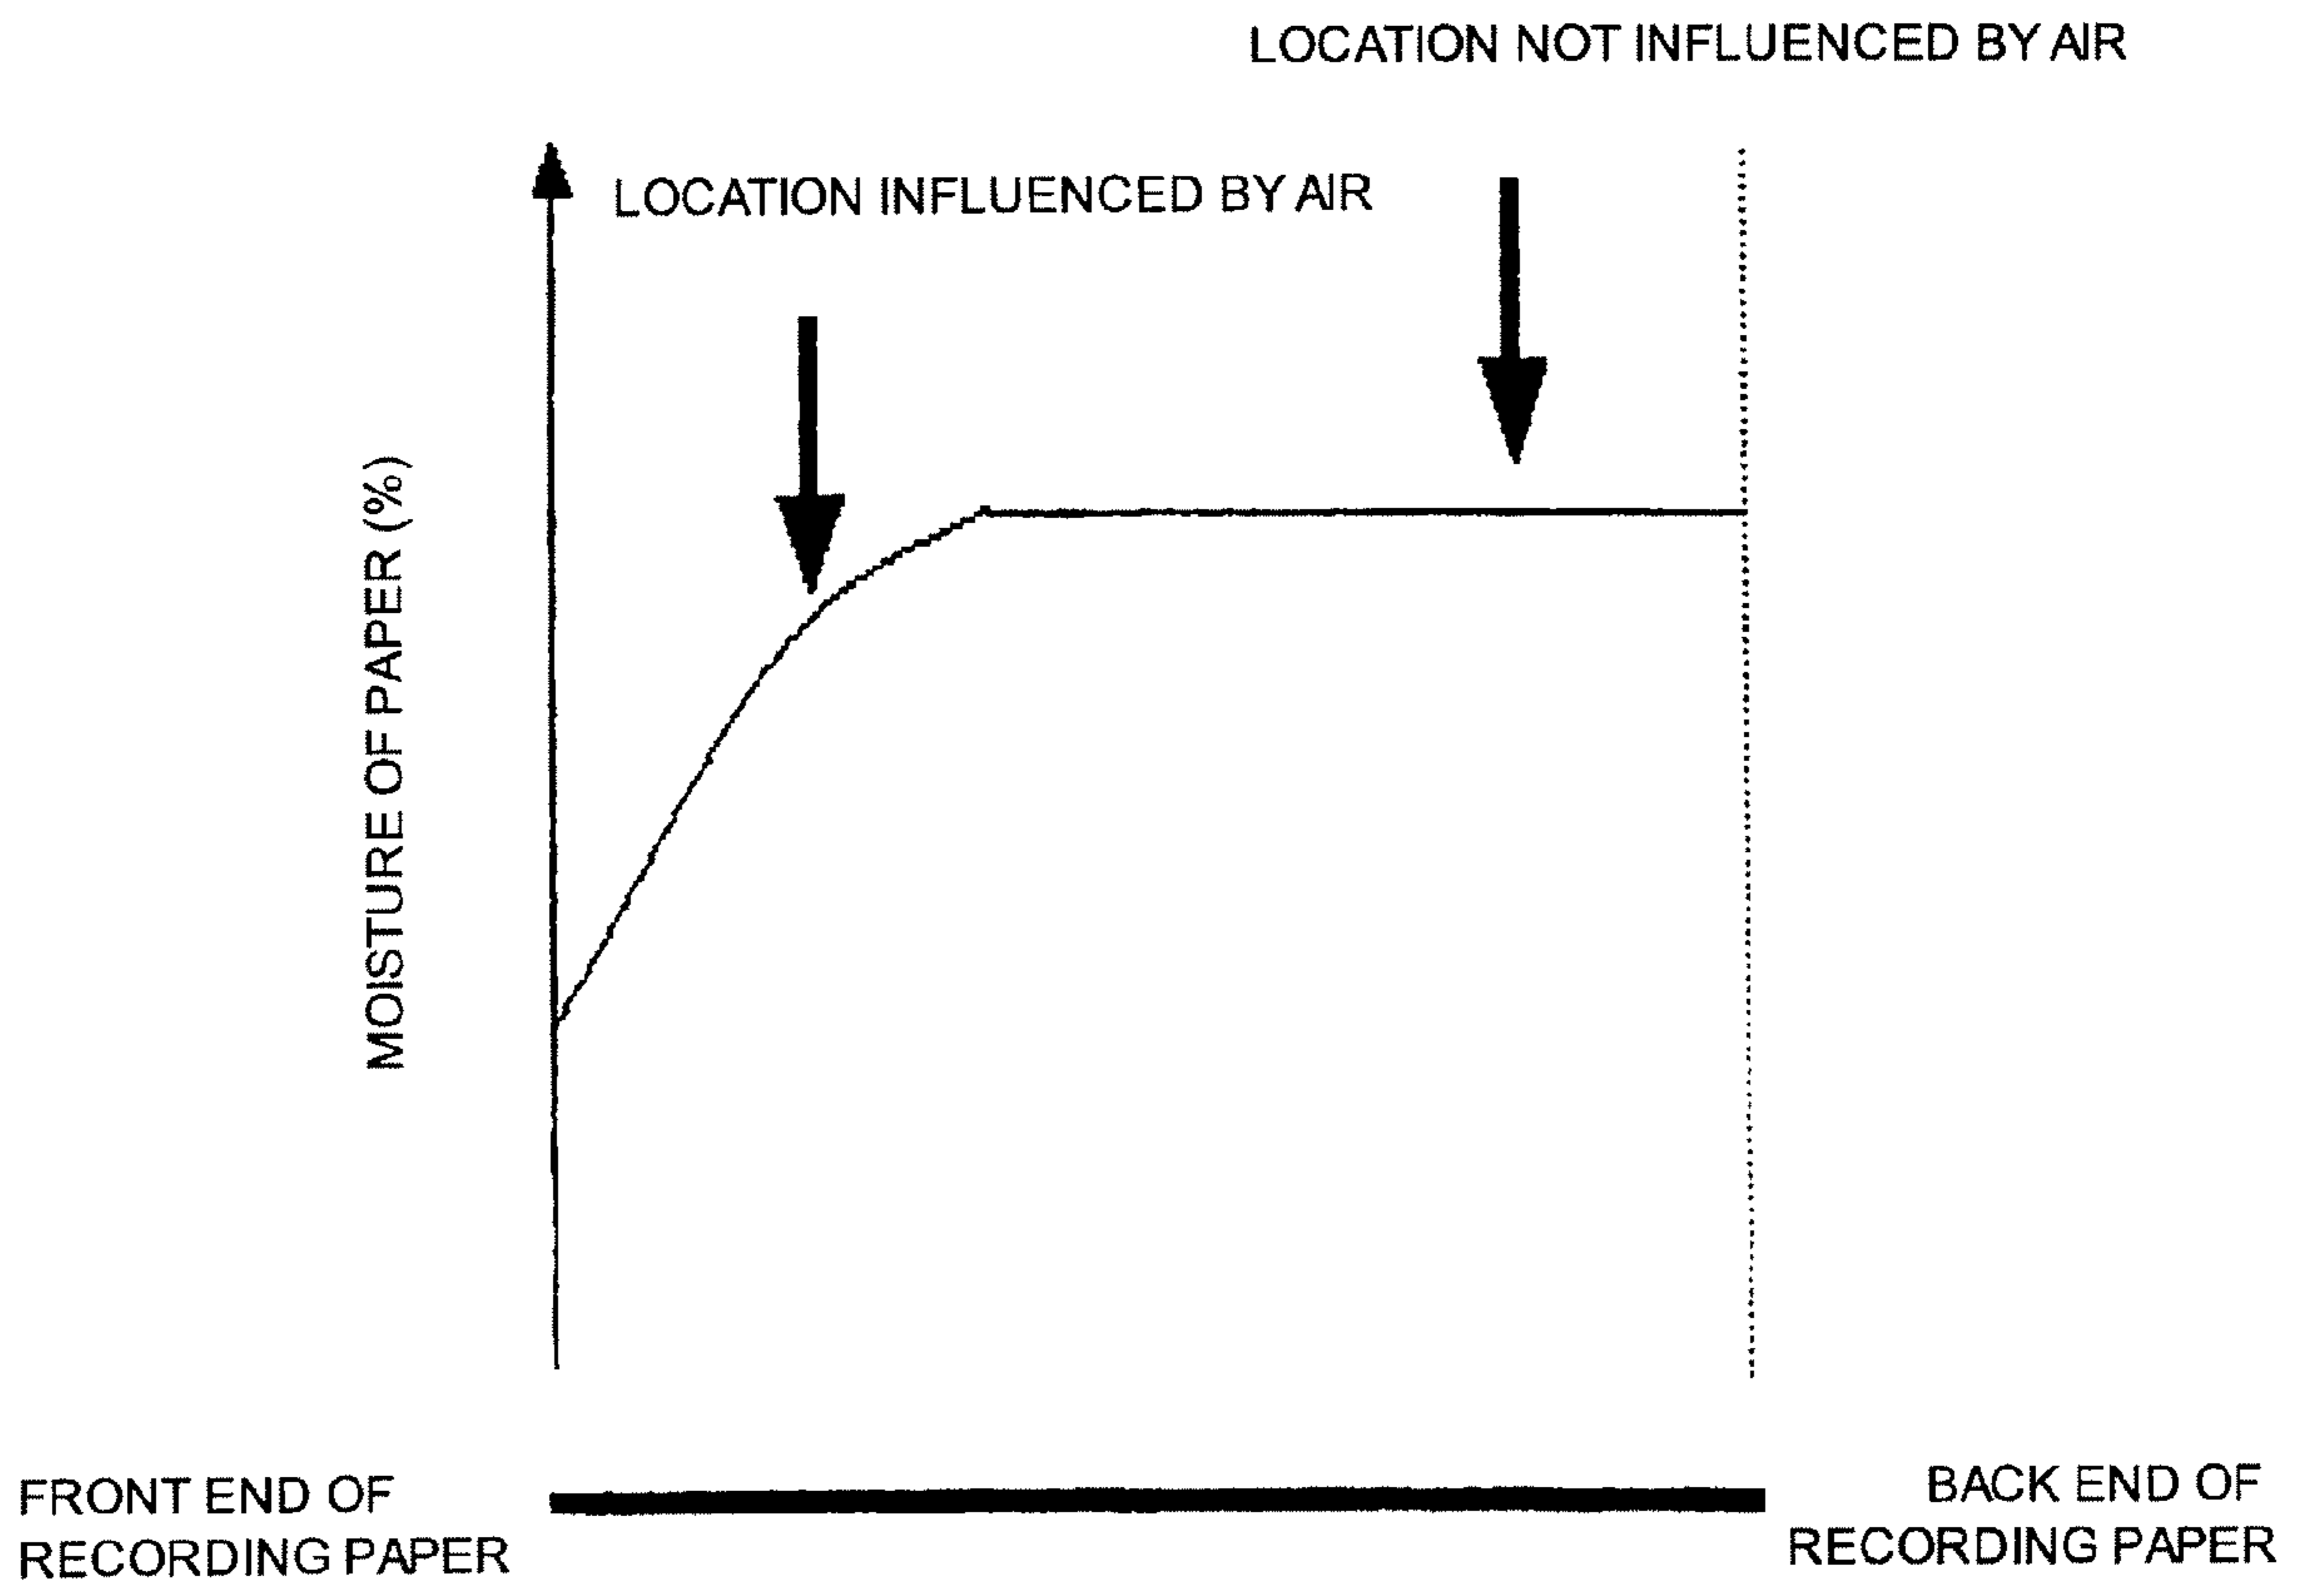 LOCATION NOT INFLUENCED BY AIR
LOCATION INFLUENCED BY AIR
MOISTURE OF PAPER (%)
FRONT END OF
RECORDING PAPER
BACK END OF
RECORDING PAPER